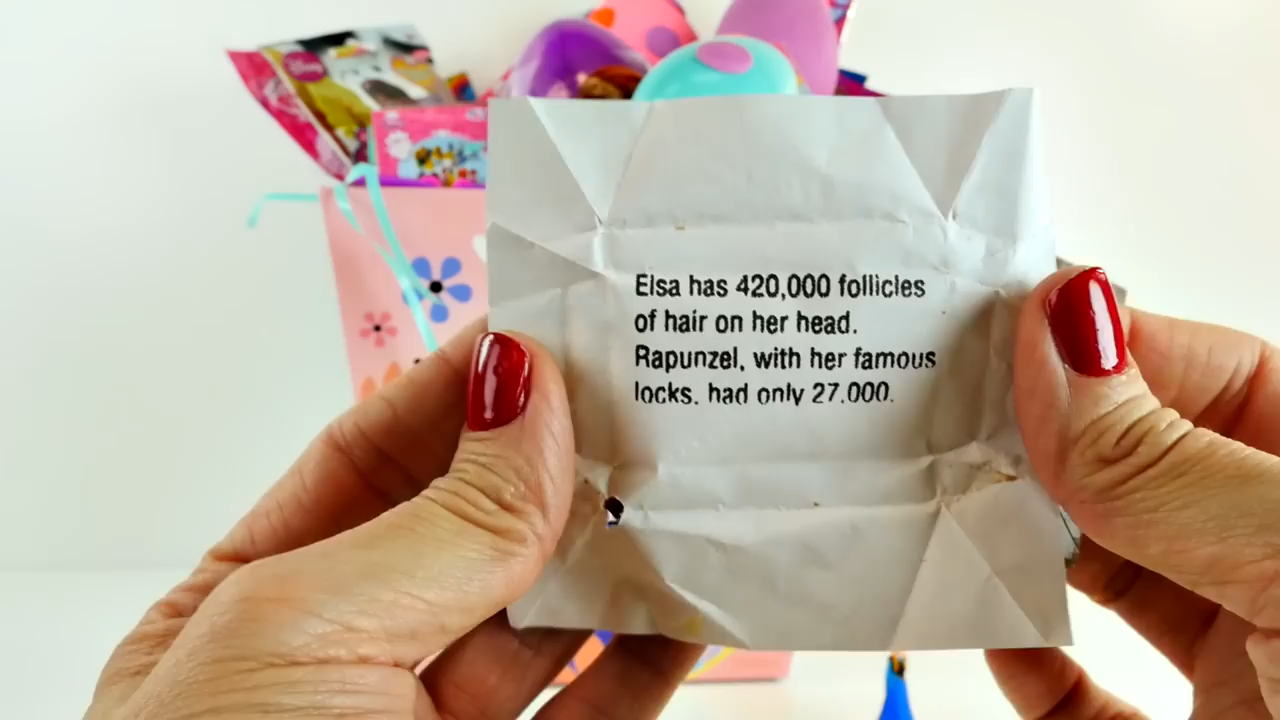 Elsa has 420,000 follicles
of hair on her head.
Rapunzel, with her famous
locks, had only 27,000.
Disney